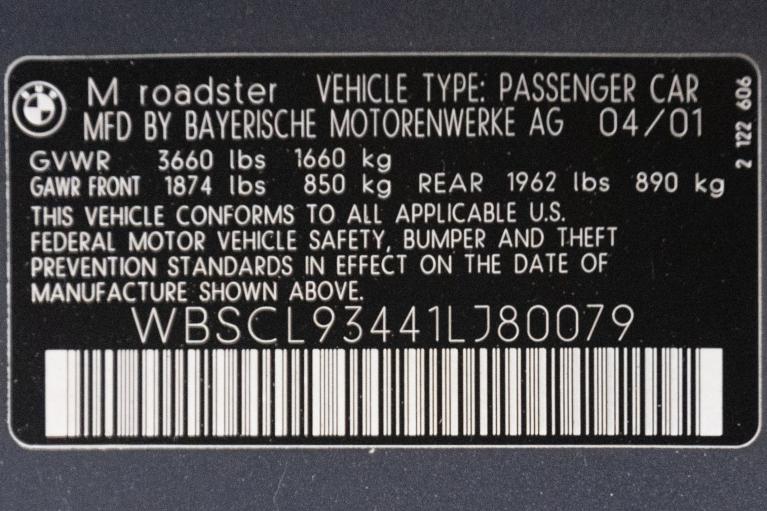 M roadster VEHICLE TYPE: PASSENGER CAR
MFD BY BAYERISCHE MOTORENWERKE AG 04/01
GVWR 3660 lbs 1660 kg
GAWR FRONT 1874 lbs 850 kg REAR 1962 lbs 890 kg
THIS VEHICLE CONFORMS TO ALL APPLICABLE U.S.
FEDERAL MOTOR VEHICLE SAFETY, BUMPER AND THEFT
PREVENTION STANDARDS IN EFFECT ON THE DATE OF
MANUFACTURE SHOWN ABOVE.
WBSCL93441LJ80079
2 122 606
BMW